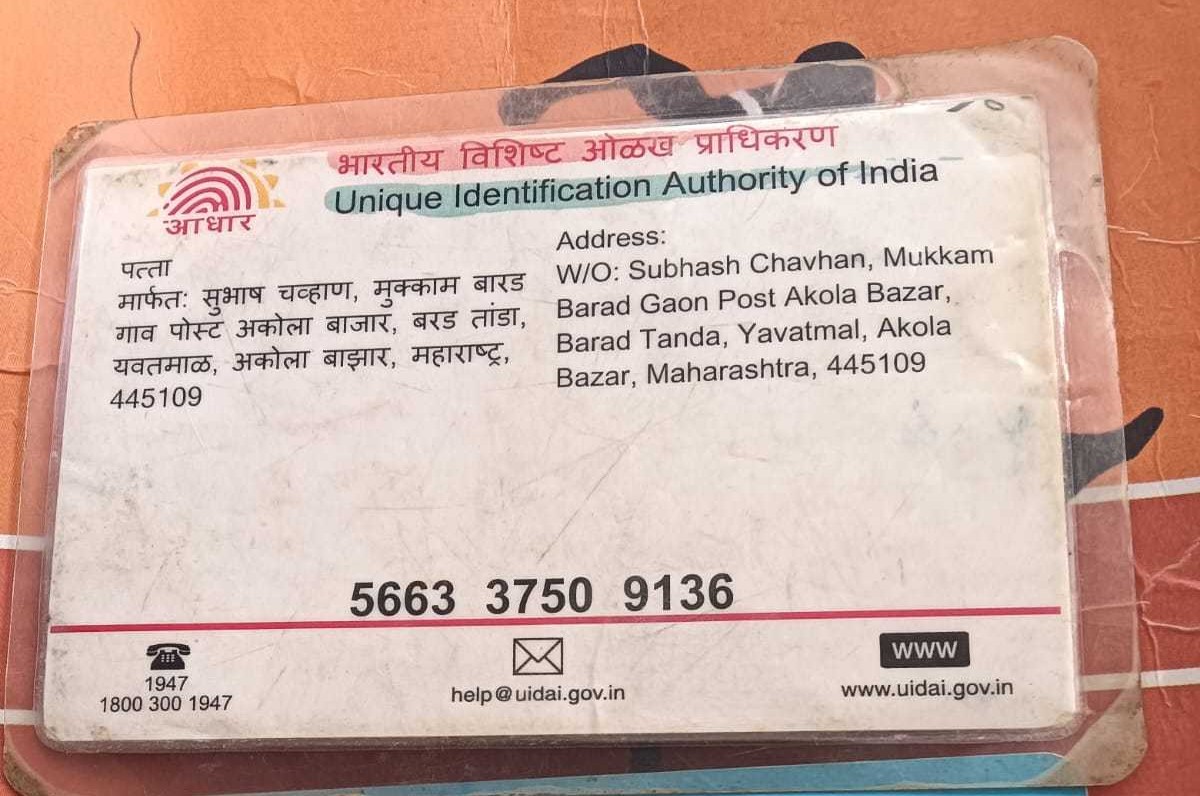 भारतीय विशिष्ट ओळख प्राधिकरण
Unique Identification Authority of India
आधार
पत्ता
मार्फत: सुभाष चव्हाण, मुक्काम बारड
गाव पोस्ट अकोला बाजार, बरड तांडा,
यवतमाळ, अकोला बाझार, महाराष्ट्र,
445109
Address:
W/O: Subhash Chavhan, Mukkam
Barad Gaon Post Akola Bazar,
Barad Tanda, Yavatmal, Akola
Bazar, Maharashtra, 445109
5663 3750 9136
1947
1800 300 1947
help@uidai.gov.in
www
www.uidai.gov.in